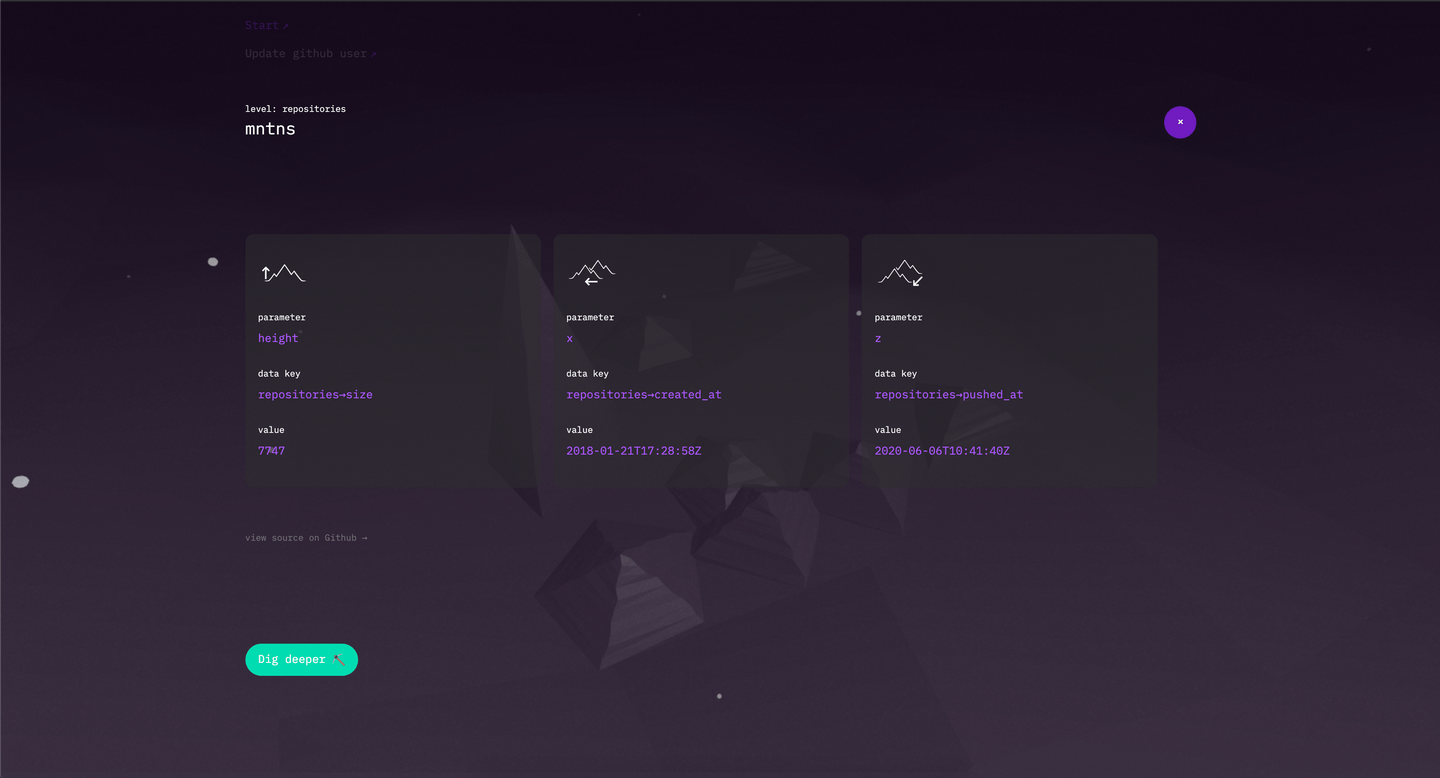 Start ↗
Update github user ↗
level: repositories
mntns
×
parameter
height
data key
repositories→size
value
7747
parameter
x
data key
repositories→created_at
value
2018-01-21T17:28:58Z
parameter
z
data key
repositories→pushed_at
value
2020-06-06T10:41:40Z
view source on Github →
Dig deeper